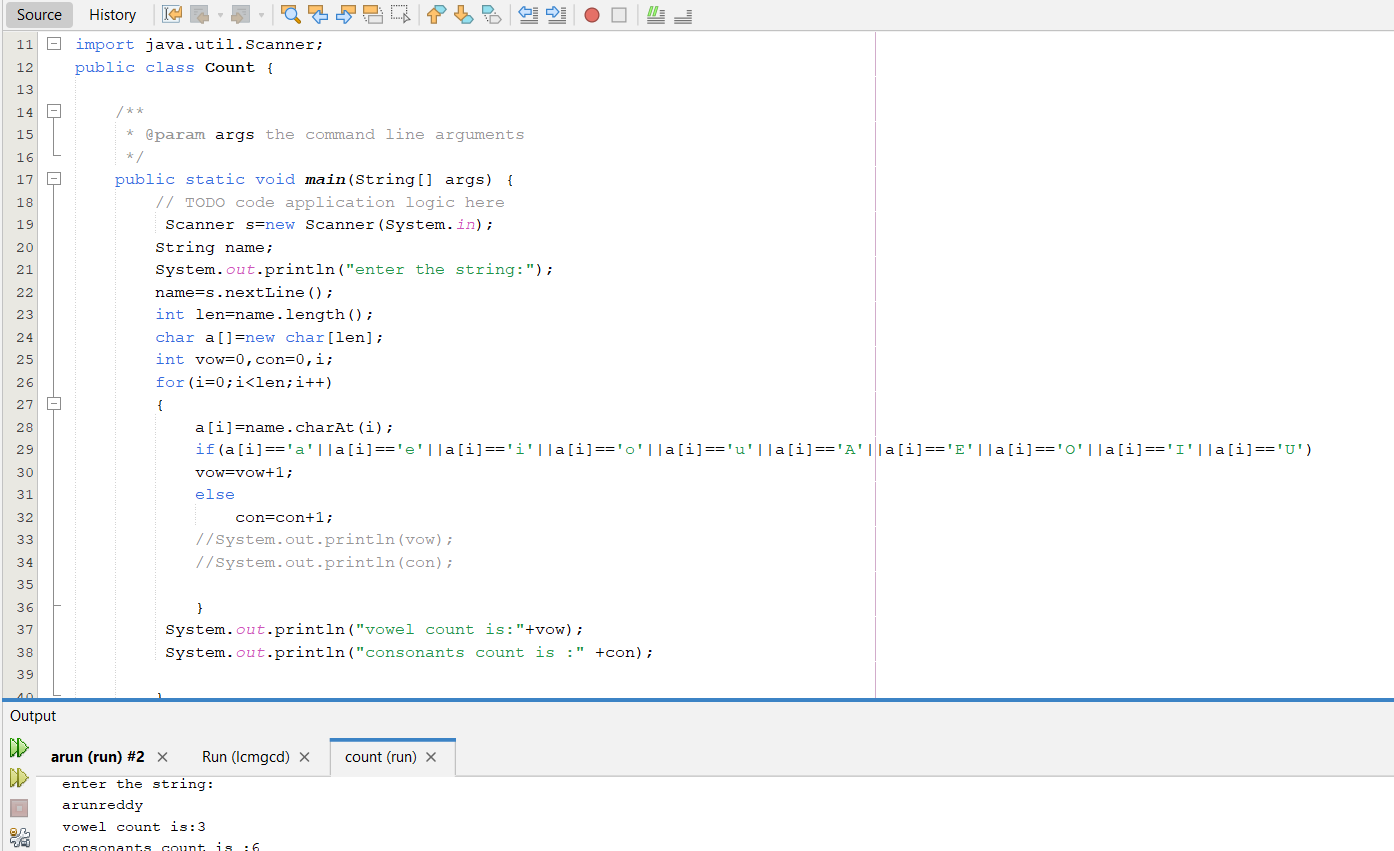 Source History
11 import java.util.Scanner;
12 public class Count {
13
14 /**
15 * @param args the command line arguments
16 */
17 public static void main(String[] args) {
18 // TODO code application logic here
19 Scanner s=new Scanner(System.in);
20 String name;
21 System.out.println("enter the string:");
22 name=s.nextLine();
23 int len=name.length();
24 char a[]=new char[len];
25 int vow=0,con=0,i;
26 for(i=0;i<len;i++)
27 {
28 a[i]=name.charAt(i);
29 if(a[i]=='a'||a[i]=='e'||a[i]=='i'||a[i]=='o'||a[i]=='u'||a[i]=='A'||a[i]=='E'||a[i]=='O'||a[i]=='I'||a[i]=='U')
30 vow=vow+1;
31 else
32 con=con+1;
33 //System.out.println(vow);
34 //System.out.println(con);
35
36 }
37 System.out.println("vowel count is:"+vow);
38 System.out.println("consonants count is :" +con);
39
40 }
Output
arun (run) #2 Run (lcmgcd) count (run)
enter the string:
arunreddy
vowel count is:3
consonants count is :6